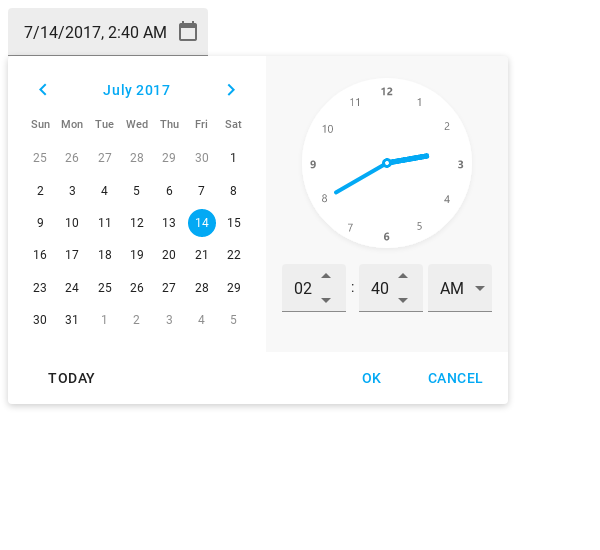 7/14/2017, 2:40 AM
July 2017
Sun Mon Tue Wed Thu Fri Sat
25 26 27 28 29 30 1
2 3 4 5 6 7 8
9 10 11 12 13 14 15
16 17 18 19 20 21 22
23 24 25 26 27 28 29
30 31 1 2 3 4 5
12
11 1
10 2
9 3
8 4
7 5
6
02 : 40 AM
TODAY OK CANCEL